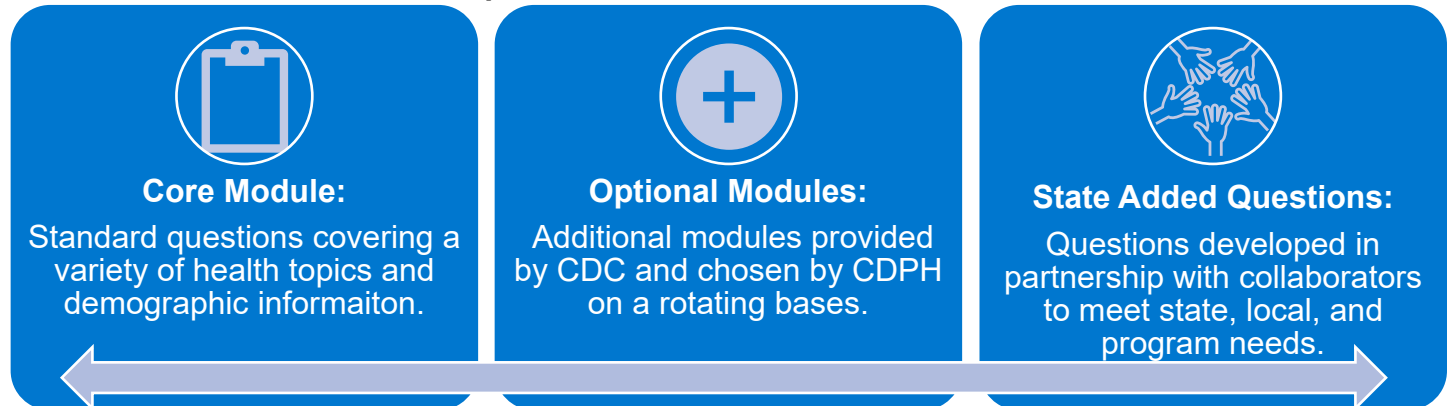 Core Module:
Standard questions covering a
variety of health topics and
demographic informaiton.
Optional Modules:
Additional modules provided
by CDC and chosen by CDPH
on a rotating bases.
State Added Questions:
Questions developed in
partnership with collaborators
to meet state, local, and
program needs.